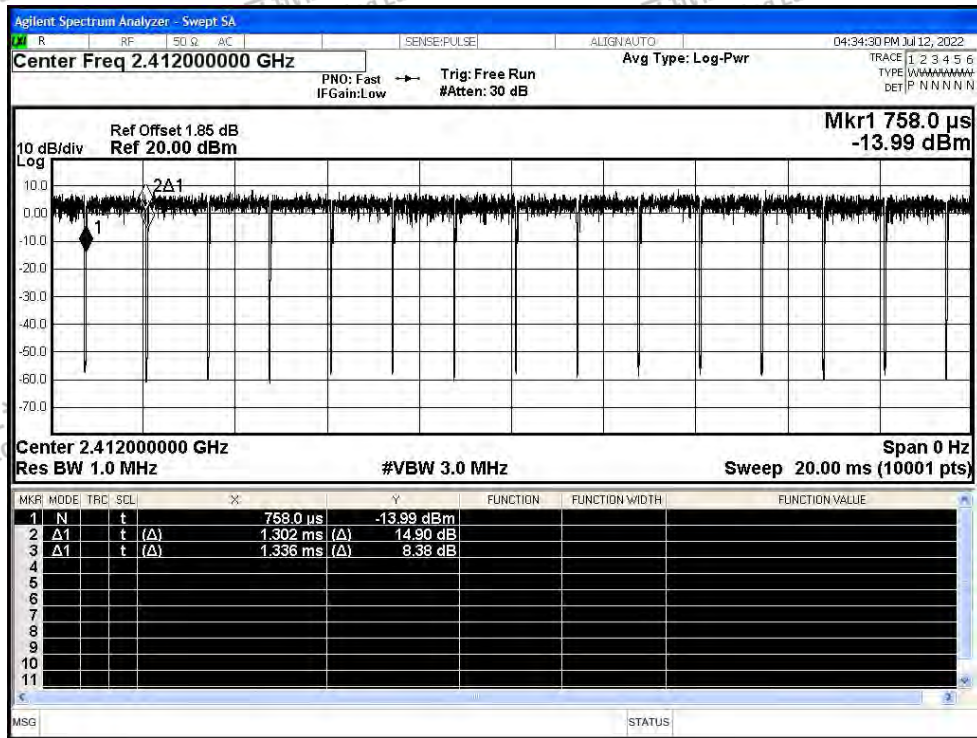 Agilent Spectrum Analyzer - Swept SA
LXI R RF 50 Ω AC SENSE:PULSE ALIGNAUTO 04:34:30 PM Jul 12, 2022
Center Freq 2.412000000 GHz Avg Type: Log-Pwr TRACE 1 2 3 4 5 6
PNO: Fast Trig: Free Run TYPE WWWWWW
IFGain:Low #Atten: 30 dB DET P N N N N N
Mkr1 758.0 µs
-13.99 dBm
Ref Offset 1.85 dB
10 dB/div Ref 20.00 dBm
Log
10.0
0.00
-10.0
-20.0
-30.0
-40.0
-50.0
-60.0
-70.0
2Δ1
1
Center 2.412000000 GHz Span 0 Hz
Res BW 1.0 MHz #VBW 3.0 MHz Sweep 20.00 ms (10001 pts)
MKR MODE TRC SCL X Y FUNCTION FUNCTION WIDTH FUNCTION VALUE
1 N t 758.0 µs -13.99 dBm
2 Δ1 t (Δ) 1.302 ms (Δ) 14.90 dB
3 Δ1 t (Δ) 1.336 ms (Δ) 8.38 dB
4
5
6
7
8
9
10
11
MSG STATUS